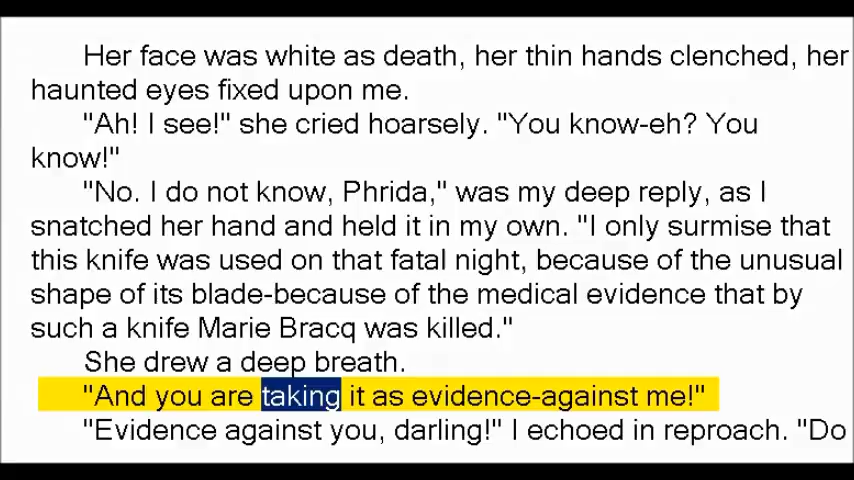 Her face was white as death, her thin hands clenched, her
haunted eyes fixed upon me.
"Ah! I see!" she cried hoarsely. "You know-eh? You
know!"
"No. I do not know, Phrida," was my deep reply, as I
snatched her hand and held it in my own. "I only surmise that
this knife was used on that fatal night, because of the unusual
shape of its blade-because of the medical evidence that by
such a knife Marie Bracq was killed."
She drew a deep breath.
"And you are taking it as evidence-against me!"
"Evidence against you, darling!" I echoed in reproach. "Do